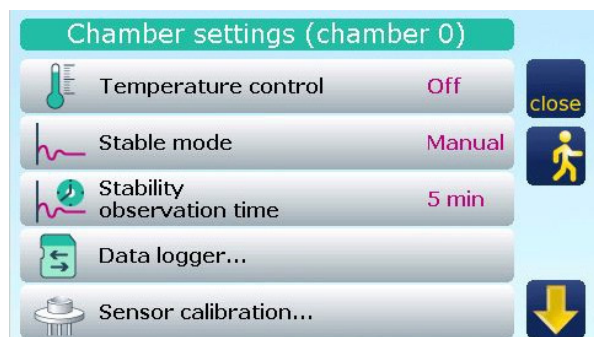 Chamber settings (chamber 0)
Temperature control Off
close
Stable mode Manual
Stability
observation time 5 min
Data logger...
Sensor calibration...